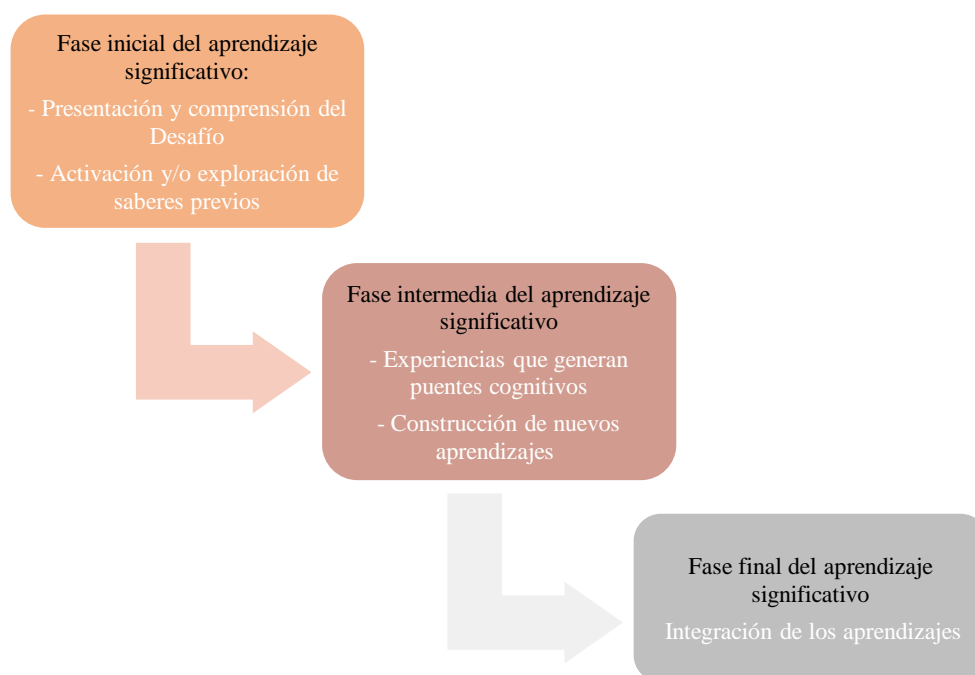 Fase inicial del aprendizaje
significativo:
- Presentación y comprensión del
Desafío
- Activación y/o exploración de
saberes previos
Fase intermedia del aprendizaje
significativo
- Experiencias que generan
puentes cognitivos
- Construcción de nuevos
aprendizajes
Fase final del aprendizaje
significativo
Integración de los aprendizajes